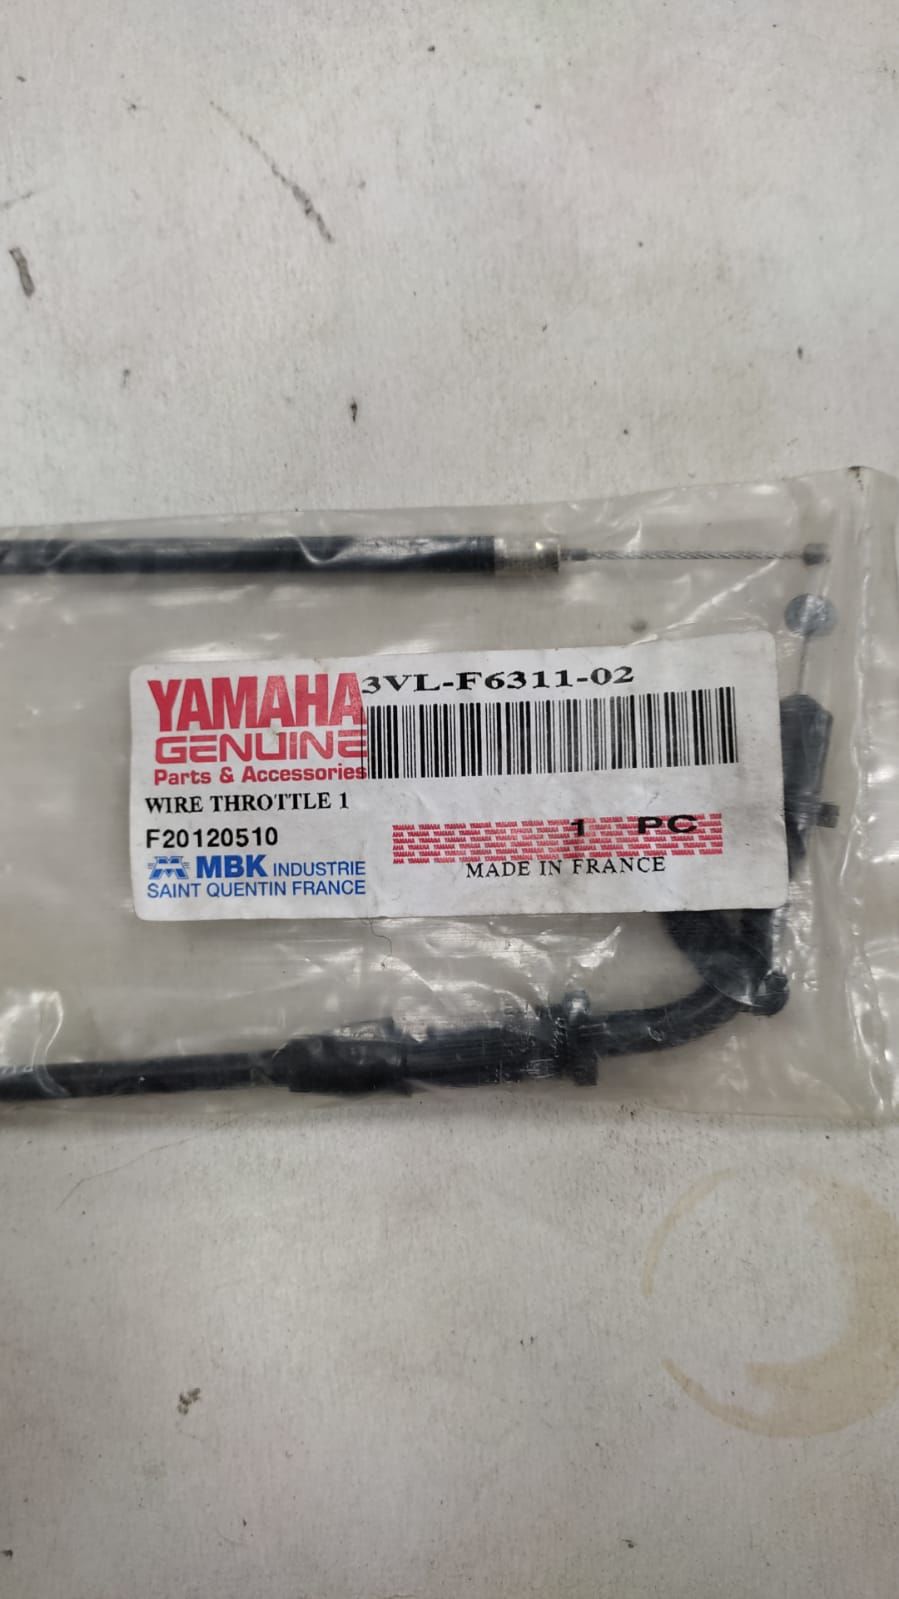 YAMAHA
GENUINE
Parts & Accessories
3VL-F6311-02
WIRE THROTTLE 1
F20120510
MBK INDUSTRIE
SAINT QUENTIN FRANCE
1 PC
MADE IN FRANCE